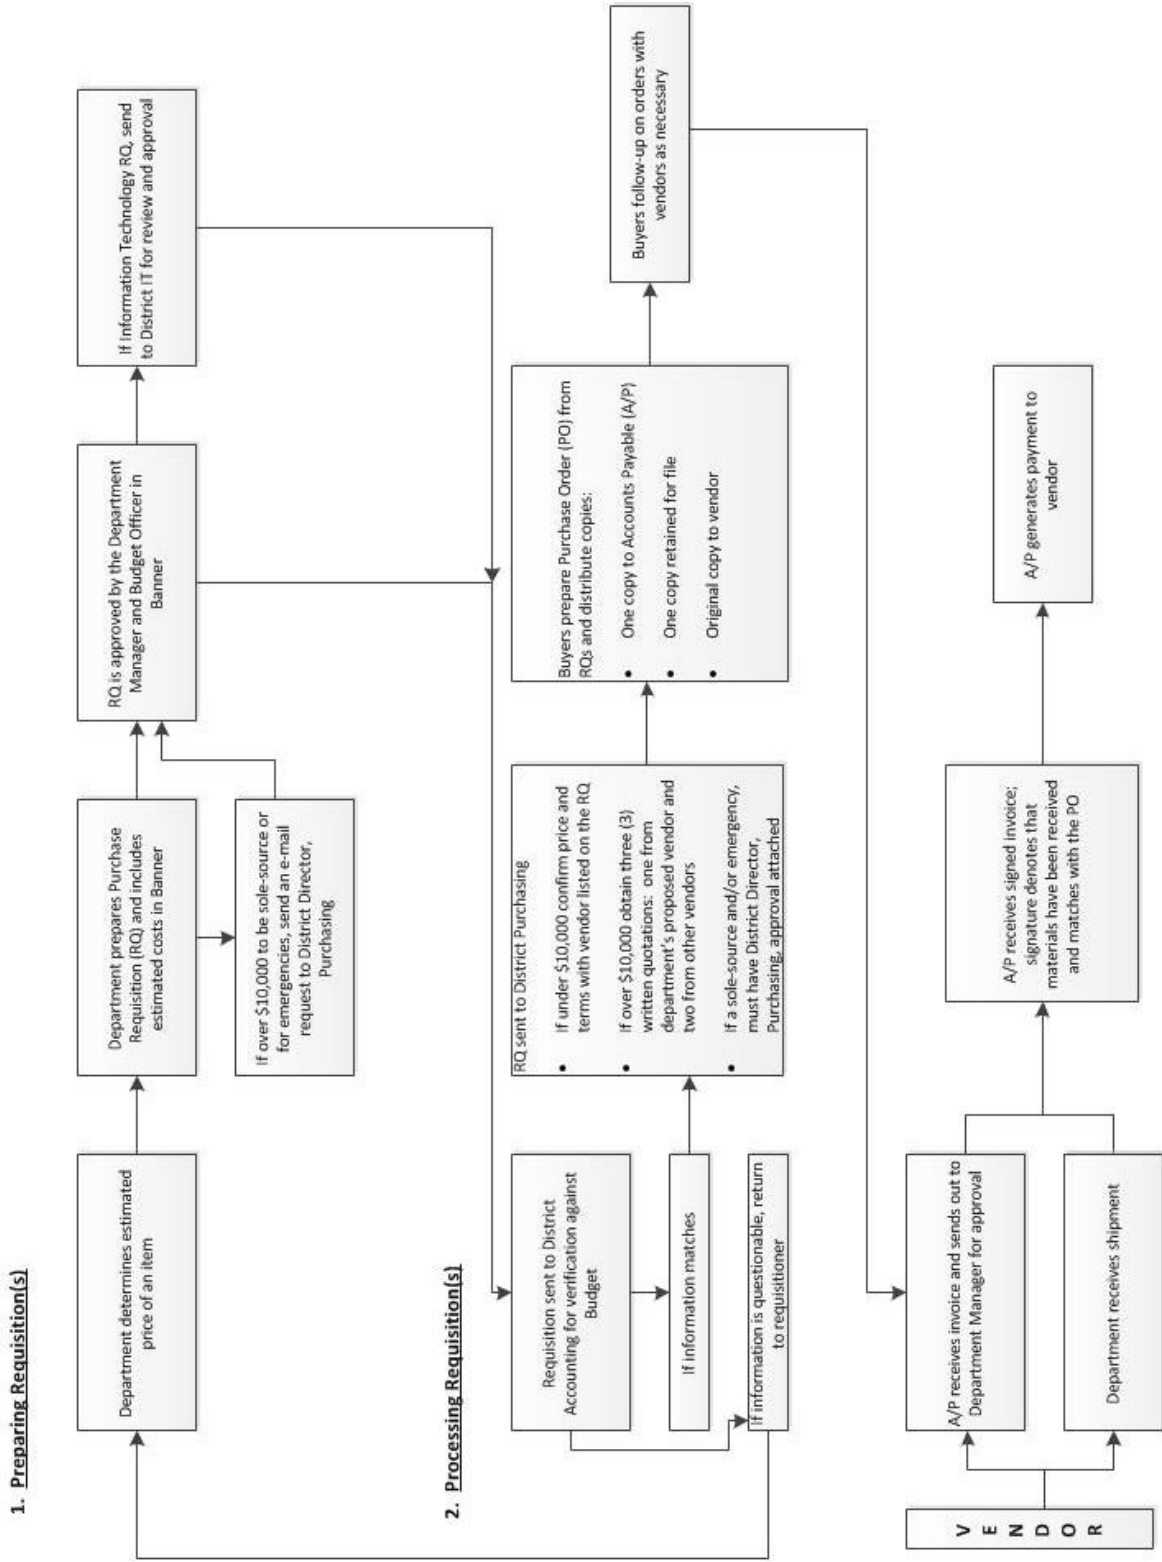 1. Preparing Requisition(s)
Department determines estimated
price of an item
Department prepares Purchase
Requisition (RQ) and includes
estimated costs in Banner
If over $10,000 to be sole-source or
for emergencies, send an e-mail
request to District Director,
Purchasing
RQ is approved by the Department
Manager and Budget Officer in
Banner
If Information Technology RQ, send
to District IT for review and approval
2. Processing Requisition(s)
Requisition sent to District
Accounting for verification against
Budget
If information matches
If information is questionable, return
to requisitioner
RQ sent to District Purchasing
• If under $10,000 confirm price and
terms with vendor listed on the RQ
• If over $10,000 obtain three (3)
written quotations: one from
department's proposed vendor and
two from other vendors
• If a sole-source and/or emergency,
must have District Director,
Purchasing, approval attached
Buyers prepare Purchase Order (PO) from
RQs and distribute copies:
• One copy to Accounts Payable (A/P)
• One copy retained for file
• Original copy to vendor
Buyers follow-up on orders with
vendors as necessary
V
E
N
D
O
R
A/P receives invoice and sends out to
Department Manager for approval
Department receives shipment
A/P receives signed invoice;
signature denotes that
materials have been received
and matches with the PO
A/P generates payment to
vendor